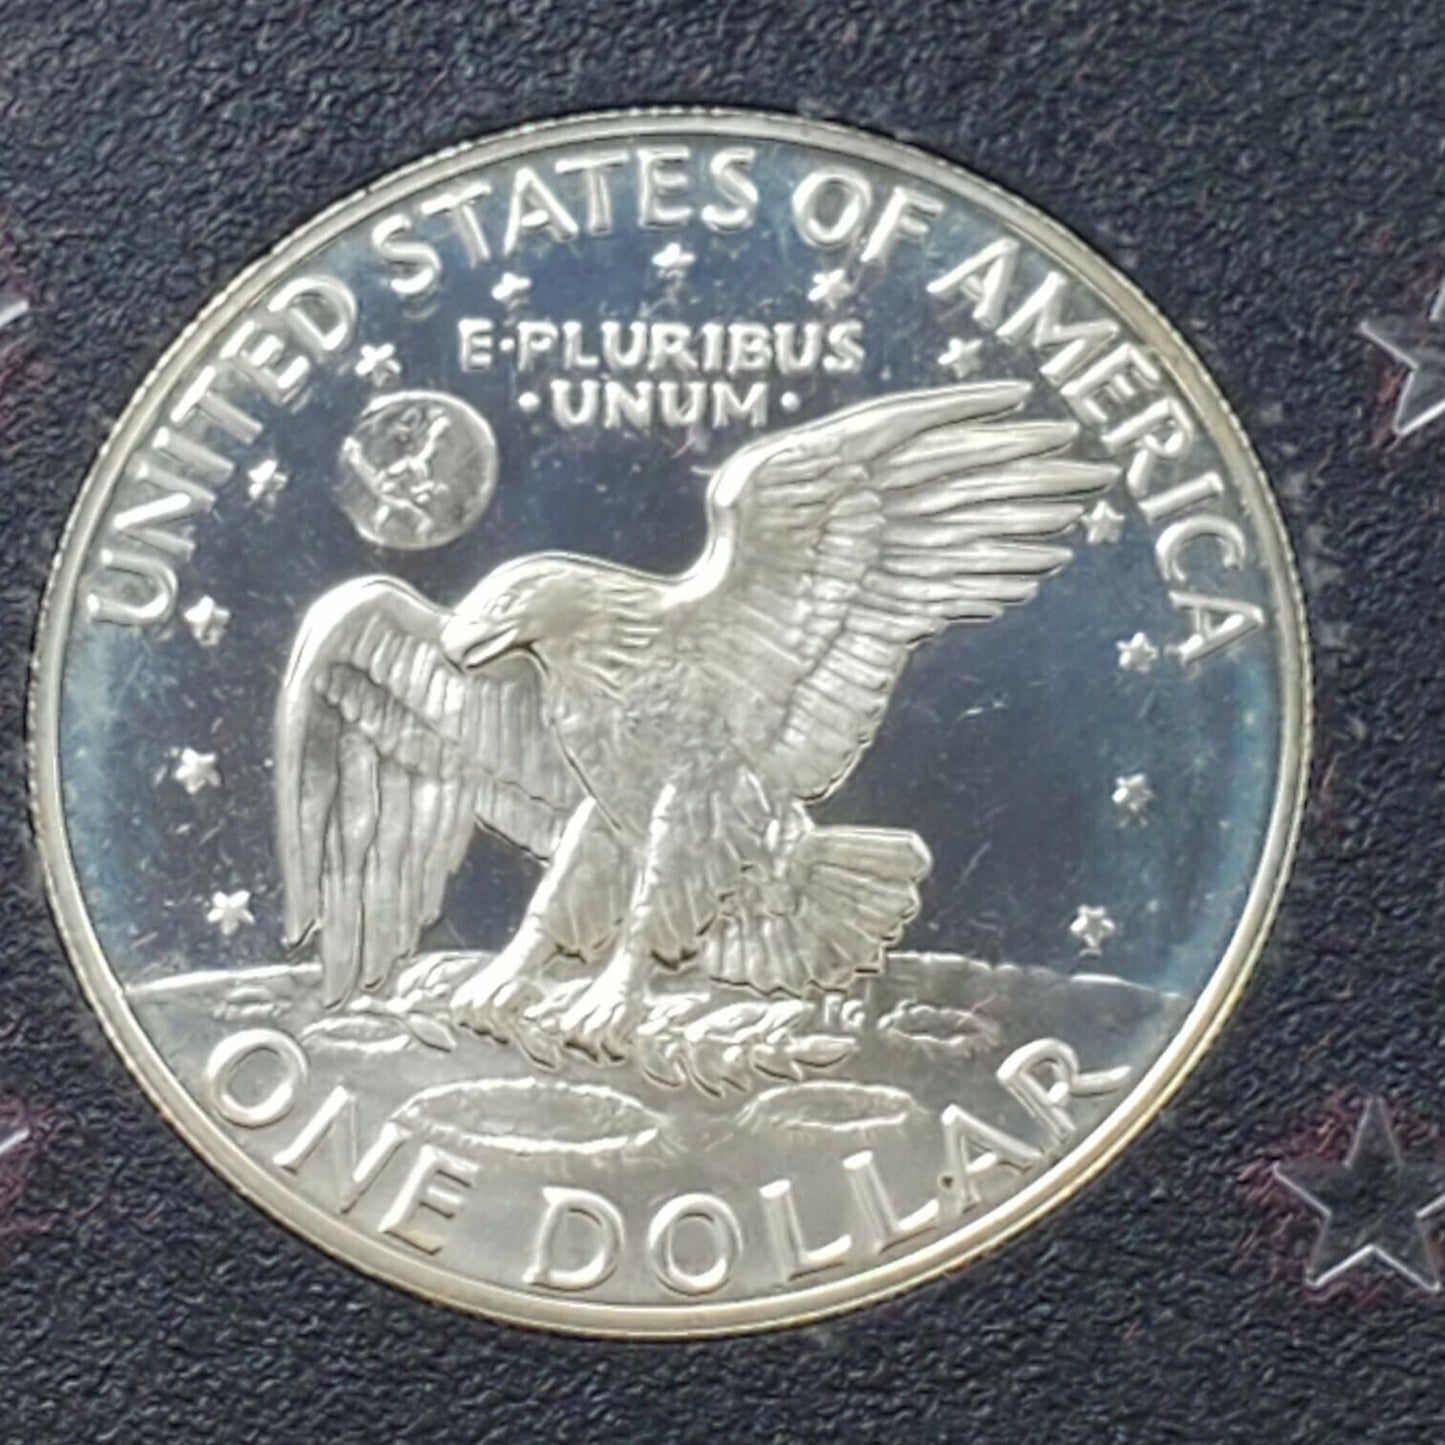 UNITED STATES OF AMERICA
E·PLURIBUS
·UNUM·
FG
ONE DOLLAR